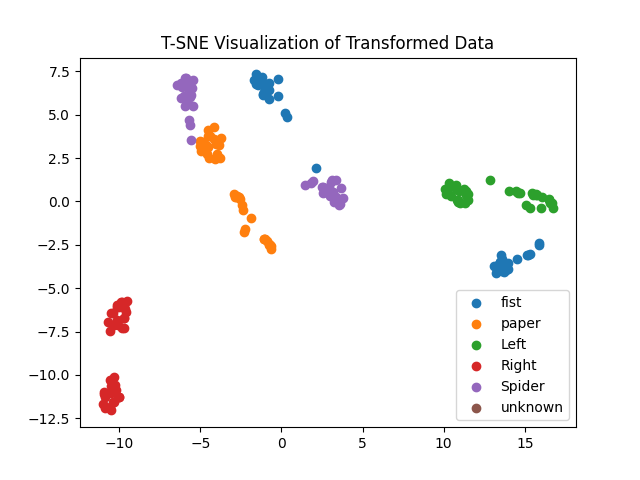 T-SNE Visualization of Transformed Data
7.5
5.0
2.5
0.0
−2.5
−5.0
−7.5
−10.0
−12.5
−10 −5 0 5 10 15
fist
paper
Left
Right
Spider
unknown